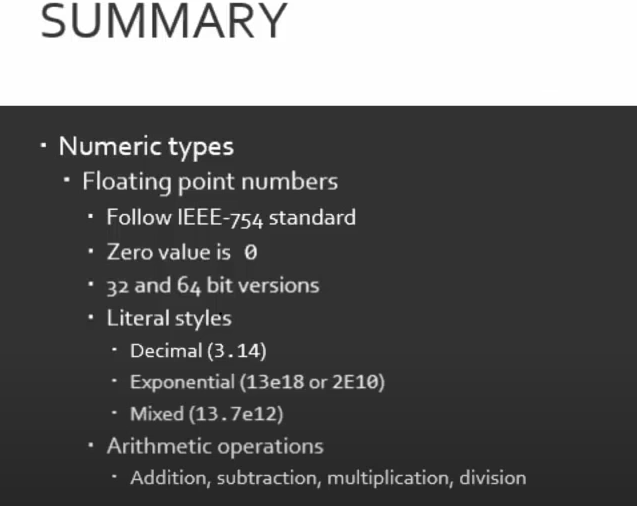 SUMMARY
Numeric types
Floating point numbers
Follow IEEE-754 standard
Zero value is 0
32 and 64 bit versions
Literal styles
Decimal (3.14)
Exponential (13e18 or 2E10)
Mixed (13.7e12)
Arithmetic operations
Addition, subtraction, multiplication, division